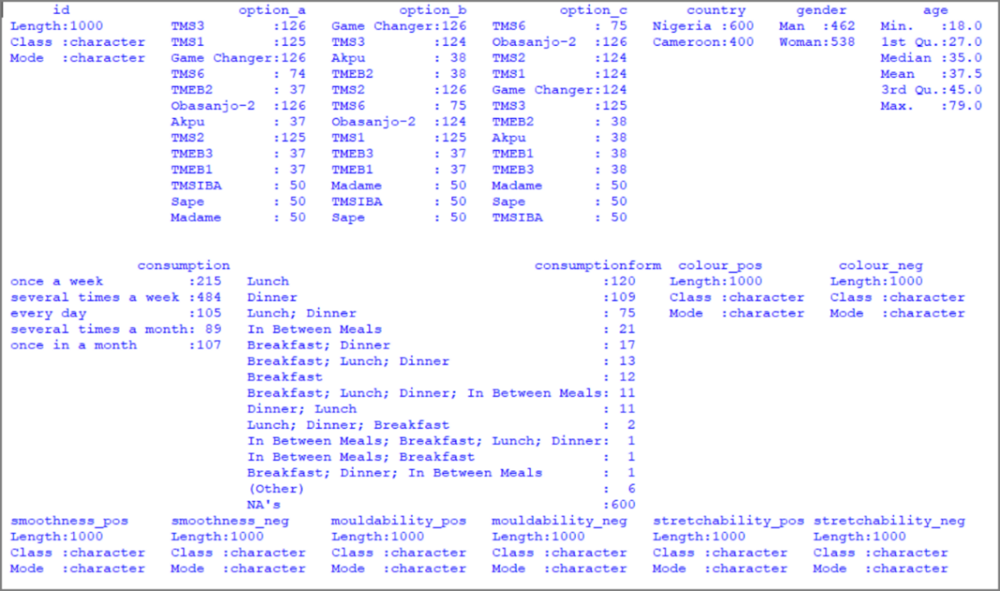 id option_a option_b option_c country gender age
Length:1000 TMS3 :126 Game Changer:126 TMS6 : 75 Nigeria :600 Man :462 Min. :18.0
Class :character TMS1 :125 TMS3 :124 Obasanjo-2 :126 Cameroon:400 Woman:538 1st Qu.:27.0
Mode :character Game Changer:126 Akpu : 38 TMS2 :124 Median :35.0
TMS6 : 74 TMEB2 : 38 TMS1 :124 Mean :37.5
TMEB2 : 37 TMS2 :126 Game Changer:124 3rd Qu.:45.0
Obasanjo-2 :126 TMS6 : 75 TMS3 :125 Max. :79.0
Akpu : 37 Obasanjo-2 :124 TMEB2 : 38
TMS2 :125 TMS1 :125 Akpu : 38
TMEB3 : 37 TMEB3 : 37 TMEB1 : 38
TMEB1 : 37 TMEB1 : 37 TMEB3 : 38
TMSIBA : 50 Madame : 50 Madame : 50
Sape : 50 TMSIBA : 50 Sape : 50
Madame : 50 Sape : 50 TMSIBA : 50
consumption consumptionform colour_pos colour_neg
once a week :215 Lunch :120 Length:1000 Length:1000
several times a week :484 Dinner :109 Class :character Class :character
every day :105 Lunch; Dinner : 75 Mode :character Mode :character
several times a month: 89 In Between Meals : 21
once in a month :107 Breakfast; Dinner : 17
Breakfast; Lunch; Dinner : 13
Breakfast : 12
Breakfast; Lunch; Dinner; In Between Meals: 11
Dinner; Lunch : 11
Lunch; Dinner; Breakfast : 2
In Between Meals; Breakfast; Lunch; Dinner: 1
In Between Meals; Breakfast : 1
Breakfast; Dinner; In Between Meals : 1
(Other) : 6
NA's :600
smoothness_pos smoothness_neg mouldability_pos mouldability_neg stretchability_pos stretchability_neg
Length:1000 Length:1000 Length:1000 Length:1000 Length:1000 Length:1000
Class :character Class :character Class :character Class :character Class :character Class :character
Mode :character Mode :character Mode :character Mode :character Mode :character Mode :character